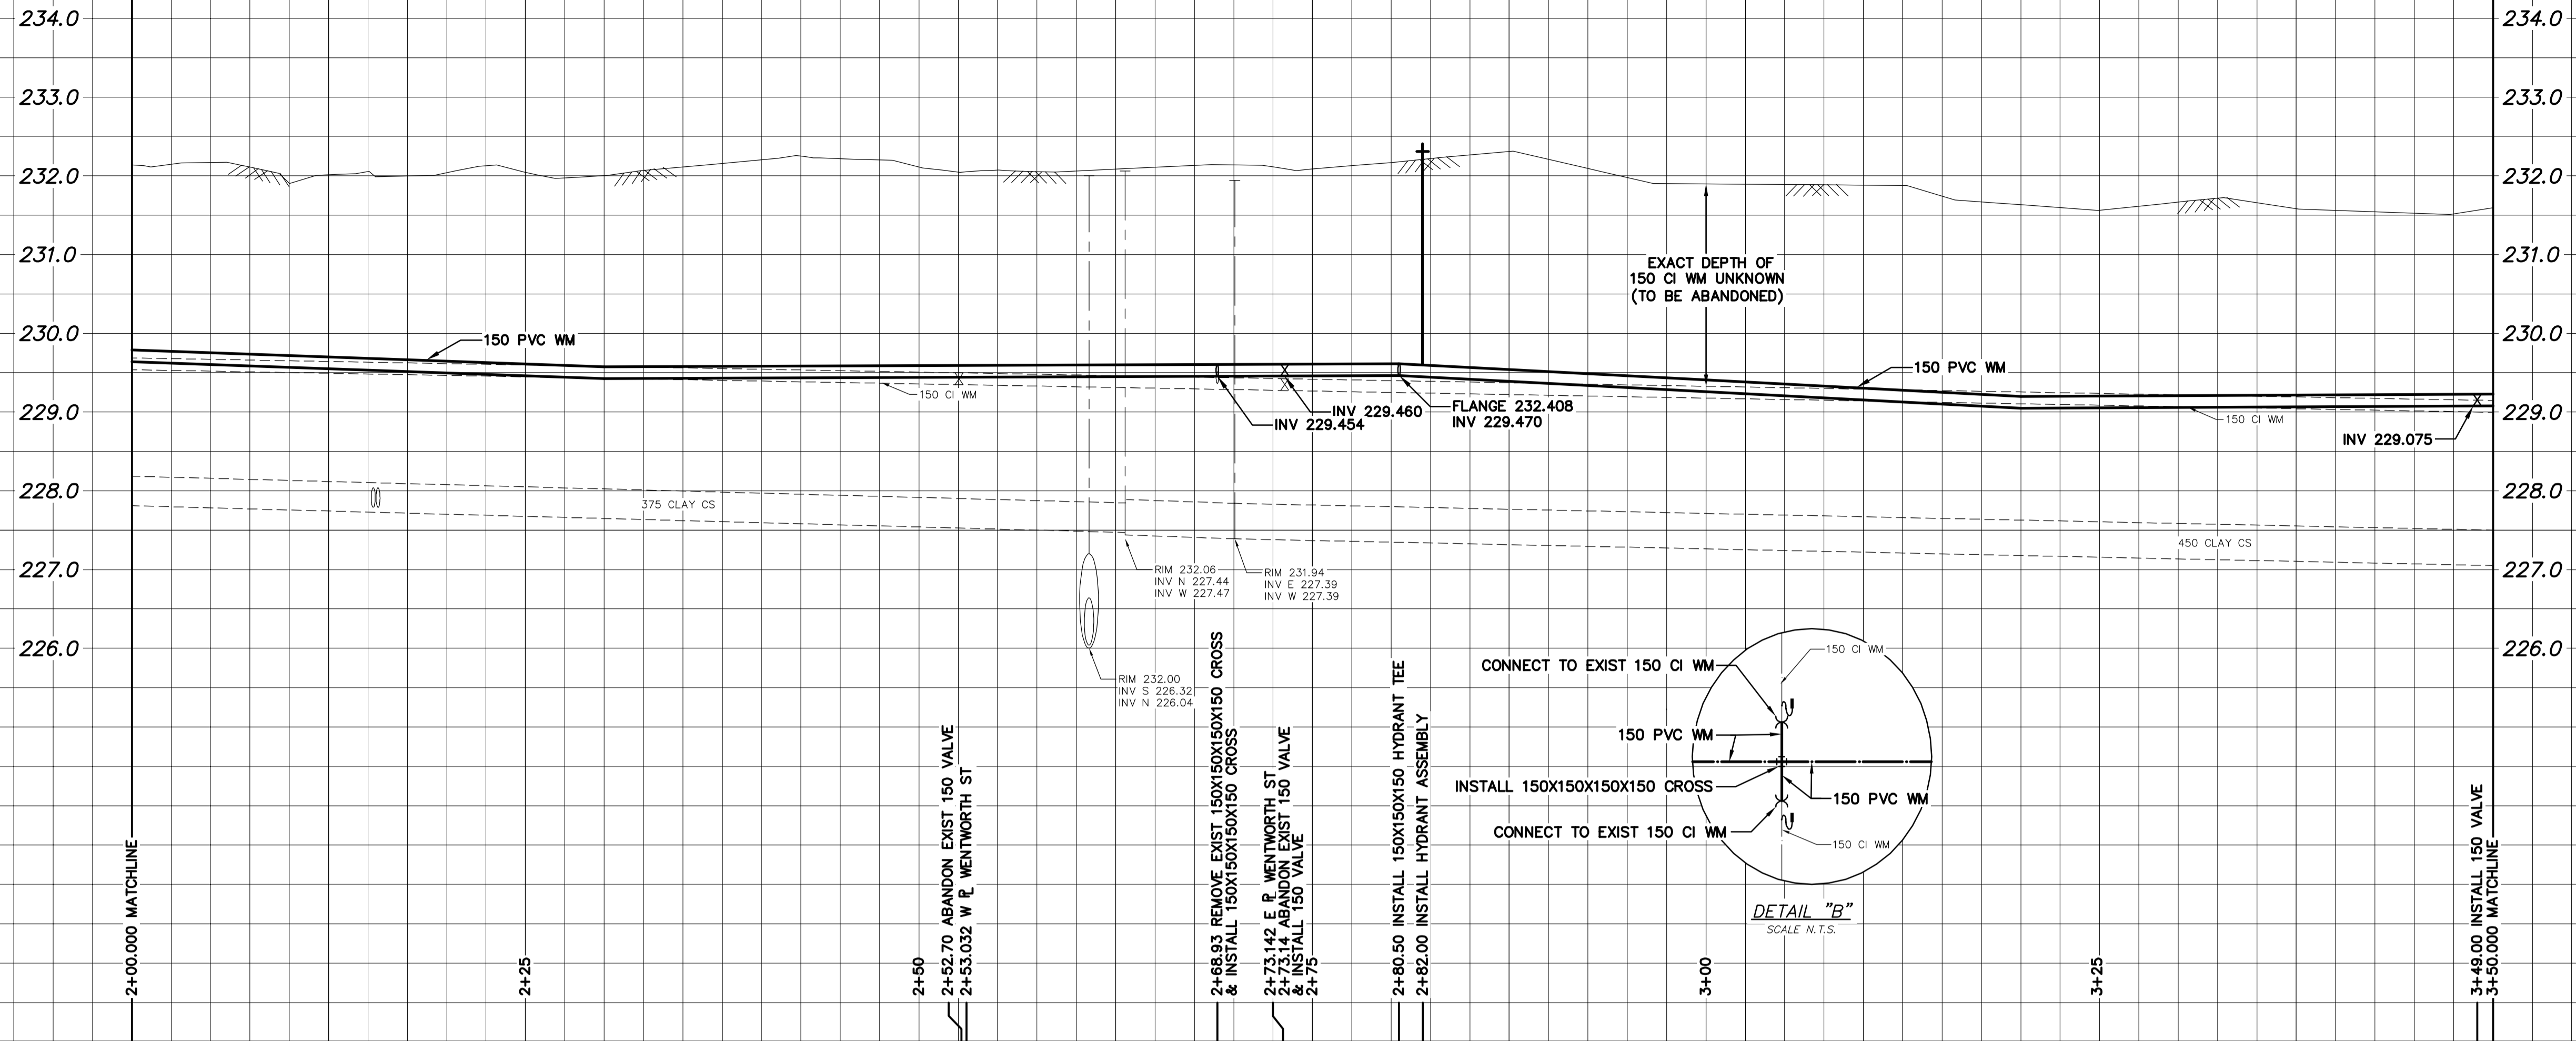 234.0
234.0
233.0
233.0
232.0
232.0
231.0
231.0
EXACT DEPTH OF
150 CI WM UNKNOWN
(TO BE ABANDONED)
230.0
230.0
150 PVC WM
150 PVC WM
150 CI WM
229.0
229.0
INV 229.460
INV 229.454
FLANGE 232.408
INV 229.470
150 CI WM
INV 229.075
228.0
228.0
375 CLAY CS
450 CLAY CS
227.0
227.0
RIM 232.06
INV N 227.44
INV W 227.47
RIM 231.94
INV E 227.39
INV W 227.39
226.0
226.0
RIM 232.00
INV S 226.32
INV N 226.04
150 CI WM
CONNECT TO EXIST 150 CI WM
150 PVC WM
INSTALL 150X150X150X150 CROSS
150 PVC WM
CONNECT TO EXIST 150 CI WM
150 CI WM
DETAIL "B"
SCALE N.T.S.
2+00.000 MATCHLINE
2+25
2+50
2+52.70 ABANDON EXIST 150 VALVE
2+53.032 W PL WENTWORTH ST
2+68.93 REMOVE EXIST 150X150X150X150 CROSS
& INSTALL 150X150X150X150 CROSS
2+73.142 E PL WENTWORTH ST
2+73.14 ABANDON EXIST 150 VALVE
& INSTALL 150 VALVE
2+75
2+80.50 INSTALL 150X150X150 HYDRANT TEE
2+82.00 INSTALL HYDRANT ASSEMBLY
3+00
3+25
3+49.00 INSTALL 150 VALVE
3+50.000 MATCHLINE